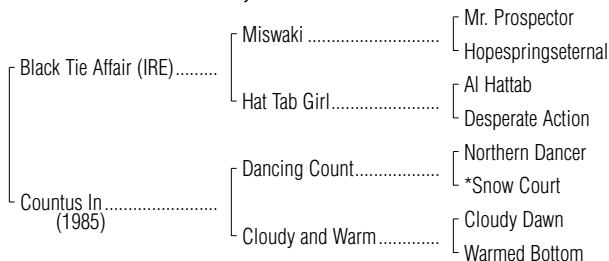 Mr. Prospector
Miswaki ............................
Hopespringseternal
Black Tie Affair (IRE).........
Al Hattab
Hat Tab Girl.......................
Desperate Action
Northern Dancer
Dancing Count..................
*Snow Court
Countus In ........................
(1985)
Cloudy Dawn
Cloudy and Warm.............
Warmed Bottom